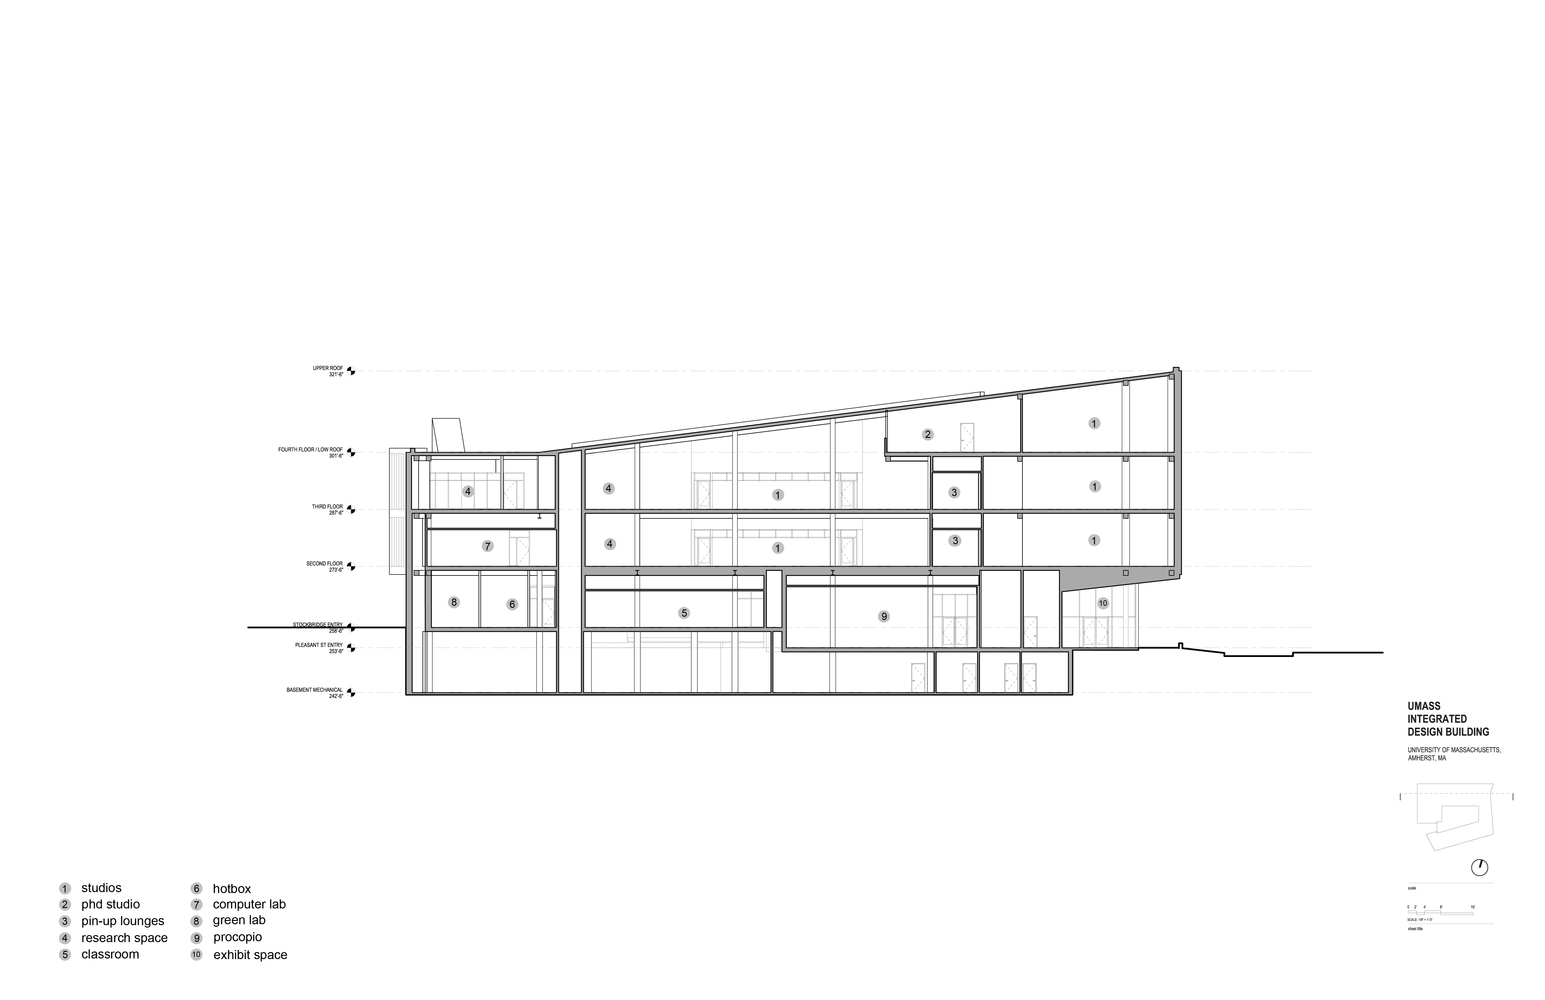 UPPER ROOF
321'-6"
FOURTH FLOOR / LOW ROOF
301'-6"
THIRD FLOOR
287'-6"
SECOND FLOOR
273'-6"
STOCKBRIDGE ENTRY
258'-6"
PLEASANT ST ENTRY
253'-6"
BASEMENT MECHANICAL
242'-6"
1
2
4
4
1
3
1
7
4
1
3
1
8
6
5
9
10
UMASS
INTEGRATED
DESIGN BUILDING
UNIVERSITY OF MASSACHUSETTS,
AMHERST, MA
scale
0 2' 4' 8' 16'
SCALE: 1/8" = 1'-0"
sheet title
1 studios
2 phd studio
3 pin-up lounges
4 research space
5 classroom
6 hotbox
7 computer lab
8 green lab
9 procopio
10 exhibit space